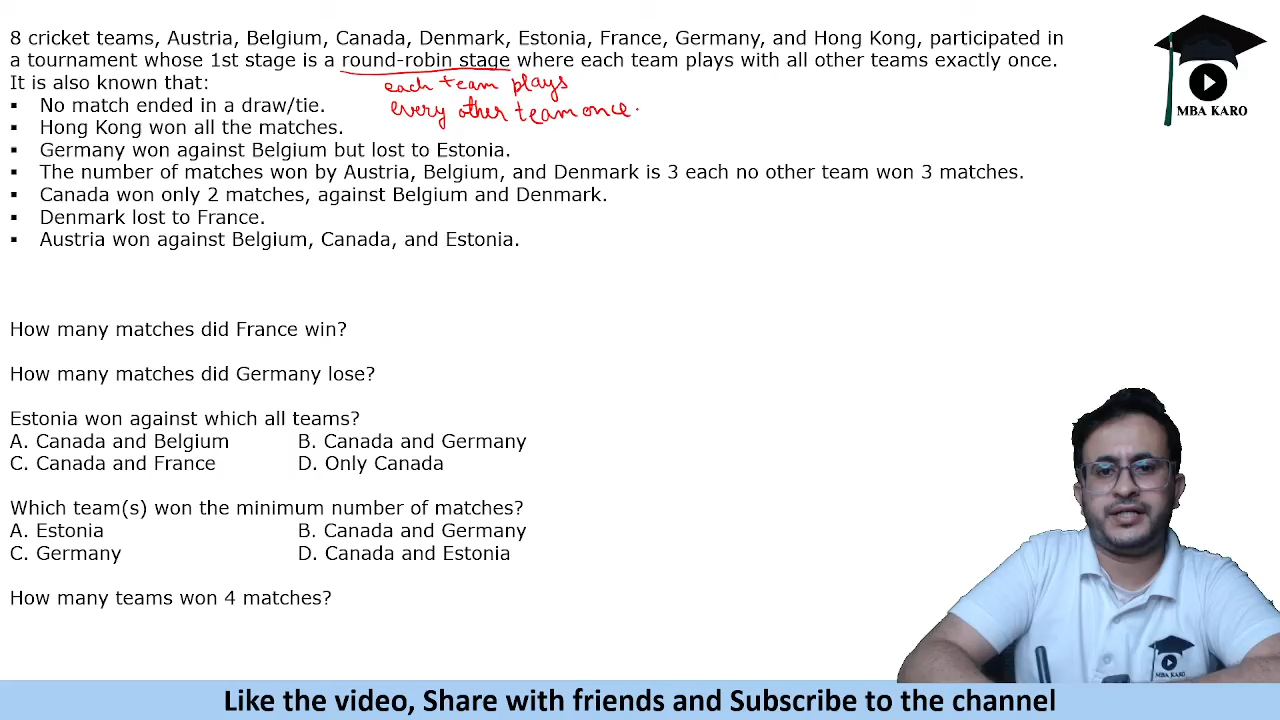 8 cricket teams, Austria, Belgium, Canada, Denmark, Estonia, France, Germany, and Hong Kong, participated in
a tournament whose 1st stage is a round-robin stage where each team plays with all other teams exactly once.
It is also known that:
each team plays
every other team once.
▪ No match ended in a draw/tie.
▪ Hong Kong won all the matches.
▪ Germany won against Belgium but lost to Estonia.
▪ The number of matches won by Austria, Belgium, and Denmark is 3 each no other team won 3 matches.
▪ Canada won only 2 matches, against Belgium and Denmark.
▪ Denmark lost to France.
▪ Austria won against Belgium, Canada, and Estonia.
MBA KARO
How many matches did France win?
How many matches did Germany lose?
Estonia won against which all teams?
A. Canada and Belgium B. Canada and Germany
C. Canada and France D. Only Canada
Which team(s) won the minimum number of matches?
A. Estonia B. Canada and Germany
C. Germany D. Canada and Estonia
How many teams won 4 matches?
MBA KARO
Like the video, Share with friends and Subscribe to the channel